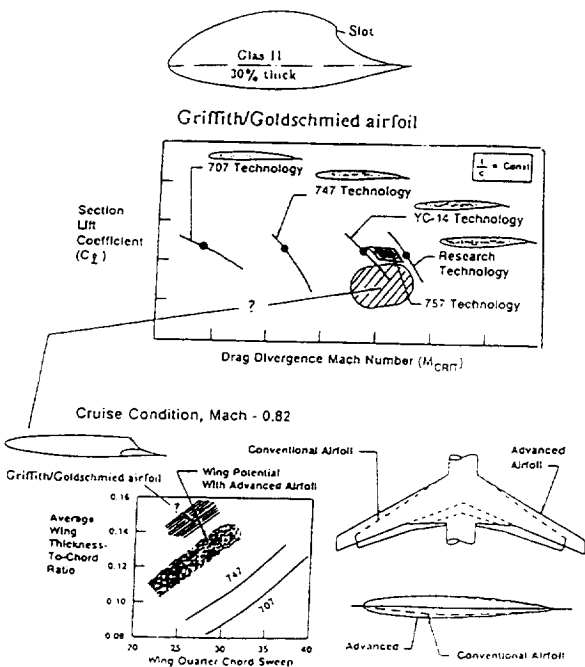 Slot
Glas II
30% thick
Griffith/Goldschmied airfoil
707 Technology
747 Technology
t/c = Const
YC-14 Technology
Research
Technology
757 Technology
Section
Lift
Coefficient
(Cℓ)
?
Drag Divergence Mach Number (MCRIT)
Cruise Condition, Mach - 0.82
Griffith/Goldschmied airfoil
Wing Potential
With Advanced Airfoil
?
Average
Wing
Thickness-
To-Chord
Ratio
0.16
0.14
0.12
0.10
0.08
747
707
20
25
30
35
40
Wing Quarter Chord Sweep
Conventional Airfoil
Advanced
Airfoil
Advanced
Conventional Airfoil